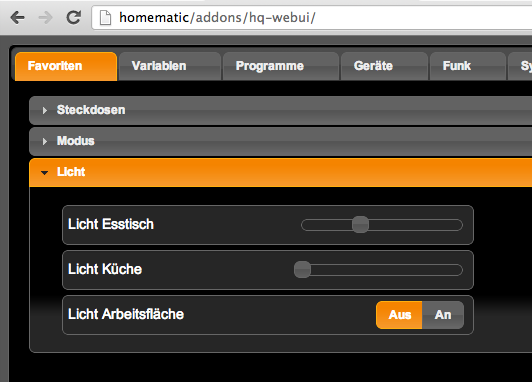 homematic/addons/hq-webui/
Favoriten Variablen Programme Geräte Funk
Steckdosen
Modus
Licht
Licht Esstisch
Licht Küche
Licht Arbeitsfläche Aus An